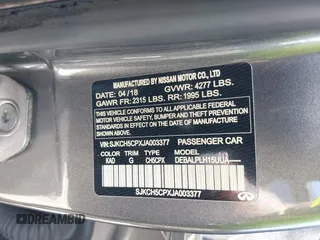 MANUFACTURED BY NISSAN MOTOR CO., LTD
DATE: 04/18 GVWR: 4277 LBS.
GAWR FR: 2315 LBS. RR: 1995 LBS.
THIS VEHICLE CONFORMS TO ALL APPLICABLE
FEDERAL MOTOR VEHICLE SAFETY,
BUMPER, AND THEFT PREVENTION
STANDARDS IN EFFECT ON THE DATE OF
MANUFACTURE SHOWN ABOVE.
VIN: SJKCH5CPXJA003377 PASSENGER CAR
COLOR TRIM TYPE MODEL
KAD G CH5CPX DEBALPLH15UUA
SJKCH5CPXJA003377
© DREAMBID